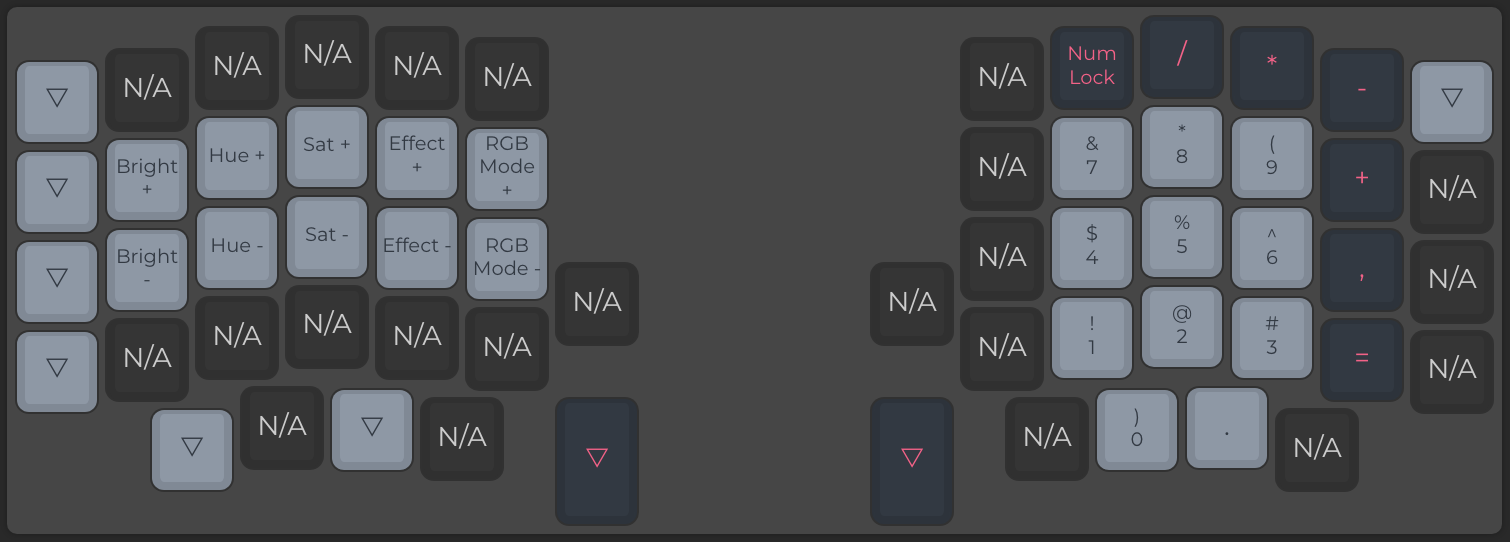 ▽
N/A
N/A
N/A
N/A
N/A
N/A
Num
Lock
/
*
-
▽
▽
Bright
+
Hue +
Sat +
Effect
+
RGB
Mode
+
N/A
&
7
*
8
(
9
+
N/A
▽
Bright
-
Hue -
Sat -
Effect -
RGB
Mode -
N/A
$
4
%
5
^
6
,
N/A
▽
N/A
N/A
N/A
N/A
N/A
N/A
N/A
N/A
!
1
@
2
#
3
=
N/A
▽
N/A
▽
N/A
▽
▽
N/A
)
0
.
N/A